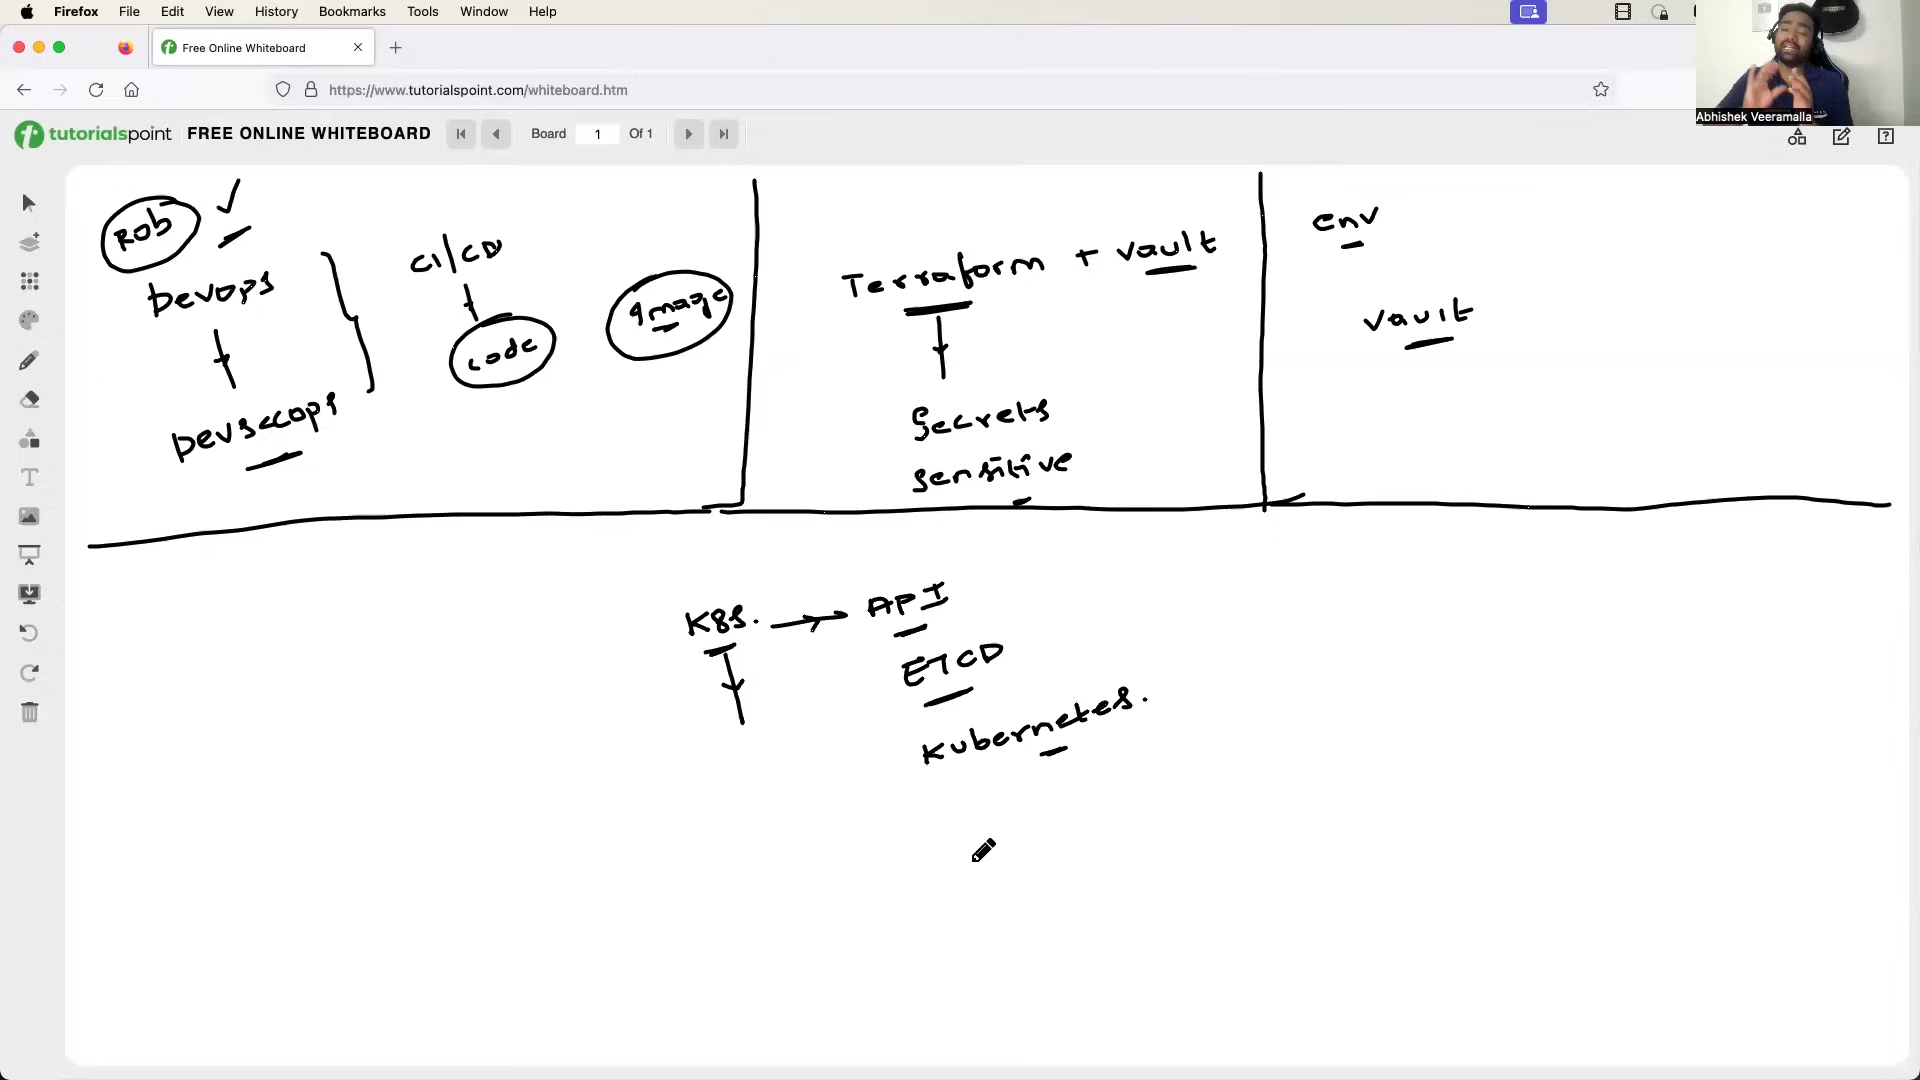 Firefox File Edit View History Bookmarks Tools Window Help
Free Online Whiteboard
https://www.tutorialspoint.com/whiteboard.htm
Abhishek Veeramalla
tutorialspoint FREE ONLINE WHITEBOARD Board 1 Of 1
ROb
Devops
Devsecops
CI/CD
code
Image
Terraform + vault
Secrets
Sensitive
env
vault
K8s. API
ETCD
Kubernetes.